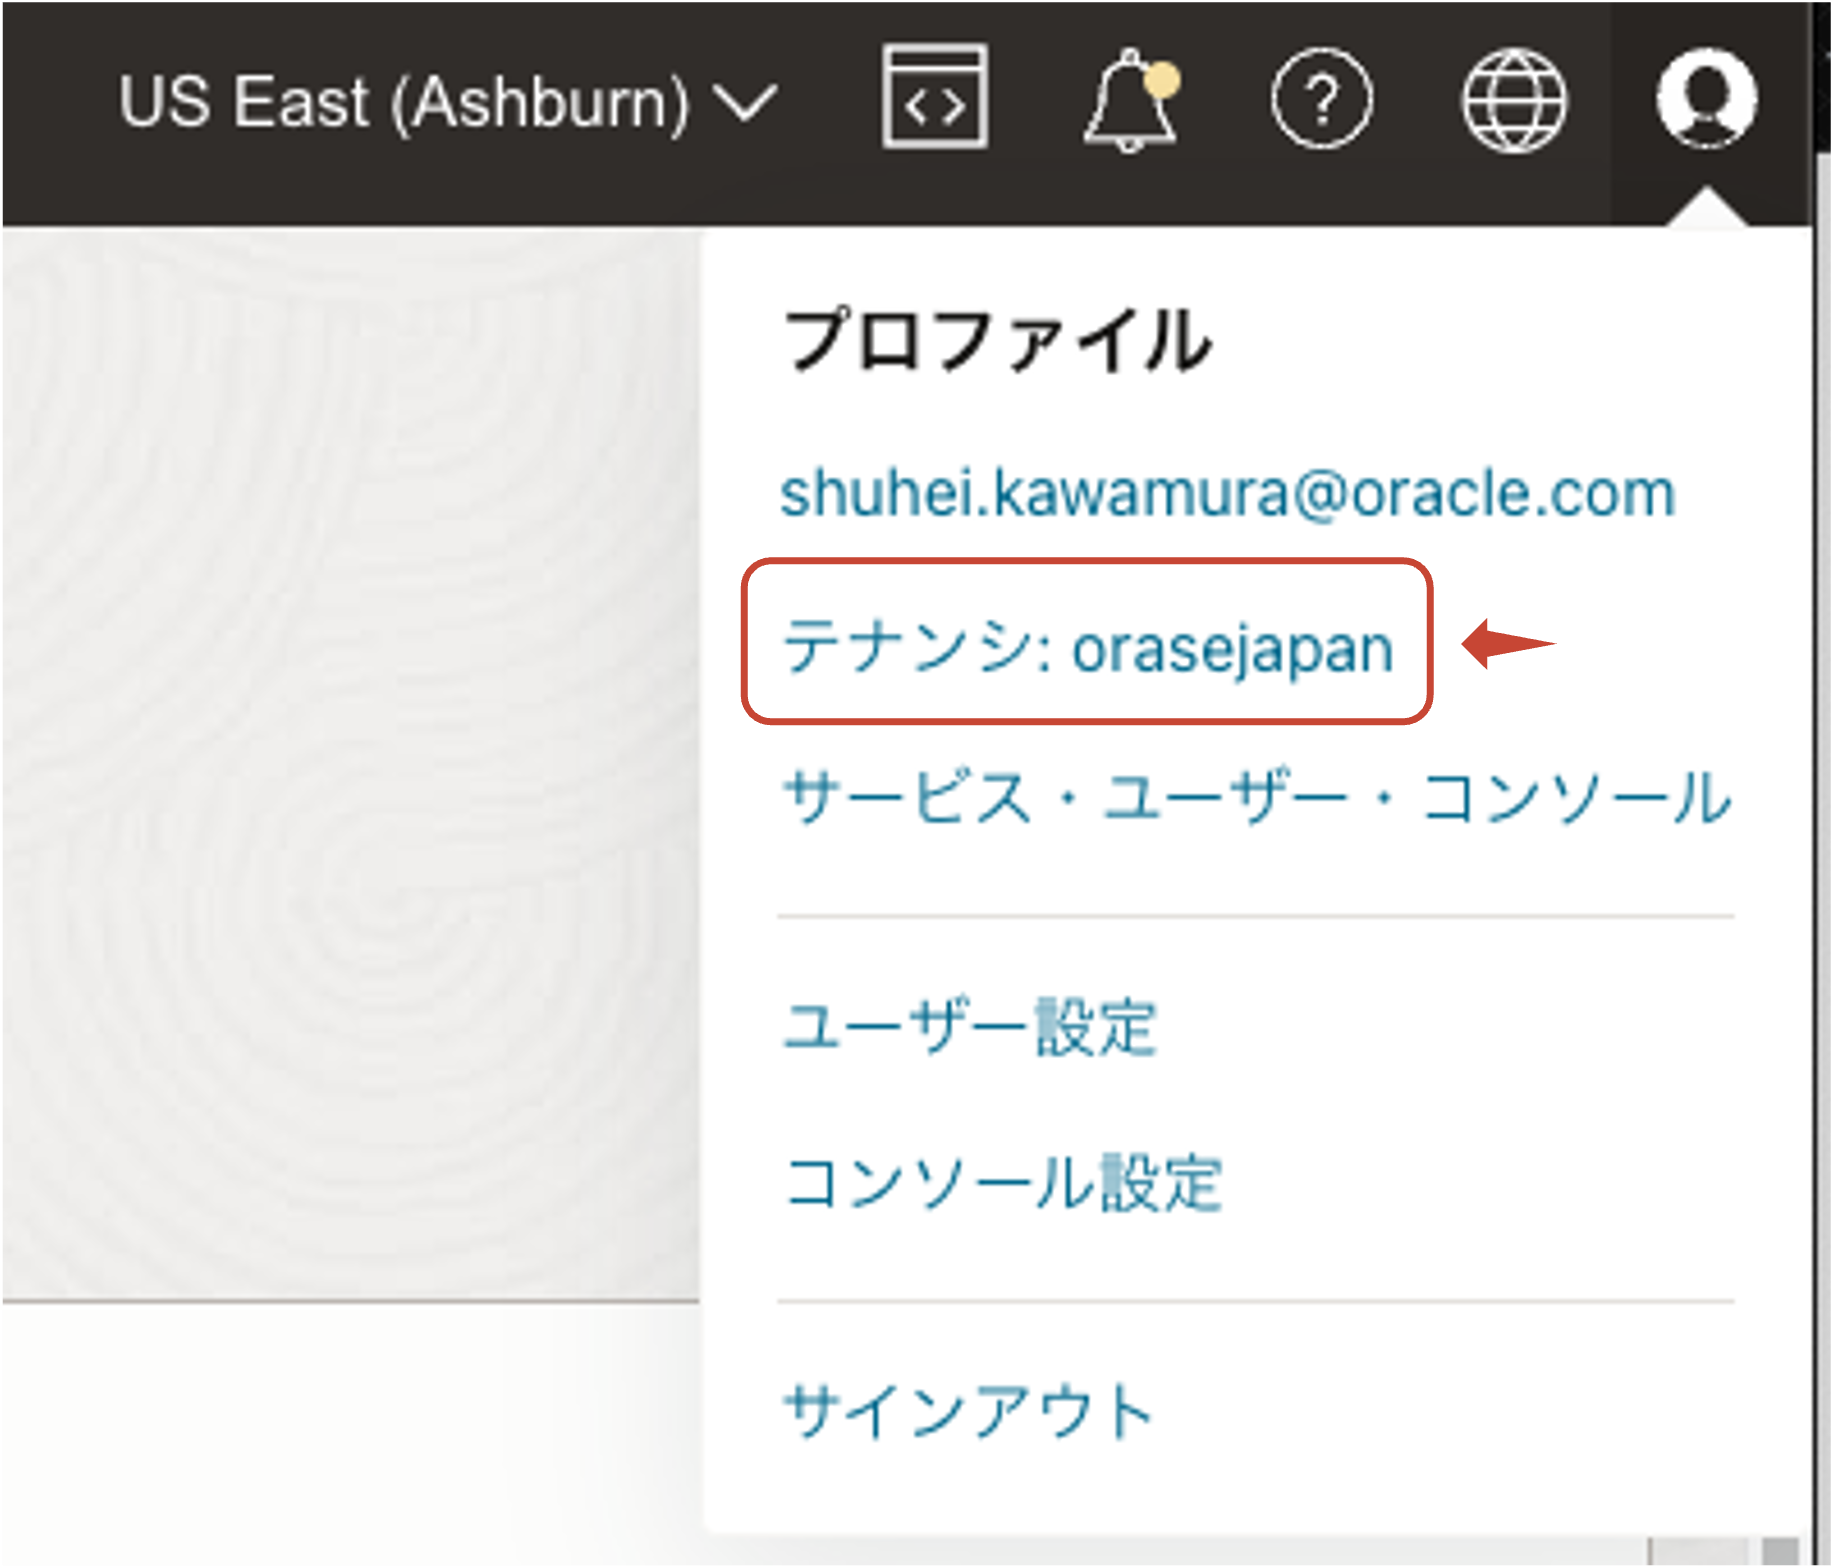 US East (Ashburn)
プロファイル
shuhei.kawamura@oracle.com
テナンシ: orasejapan
サービス・ユーザー・コンソール
ユーザー設定
コンソール設定
サインアウト